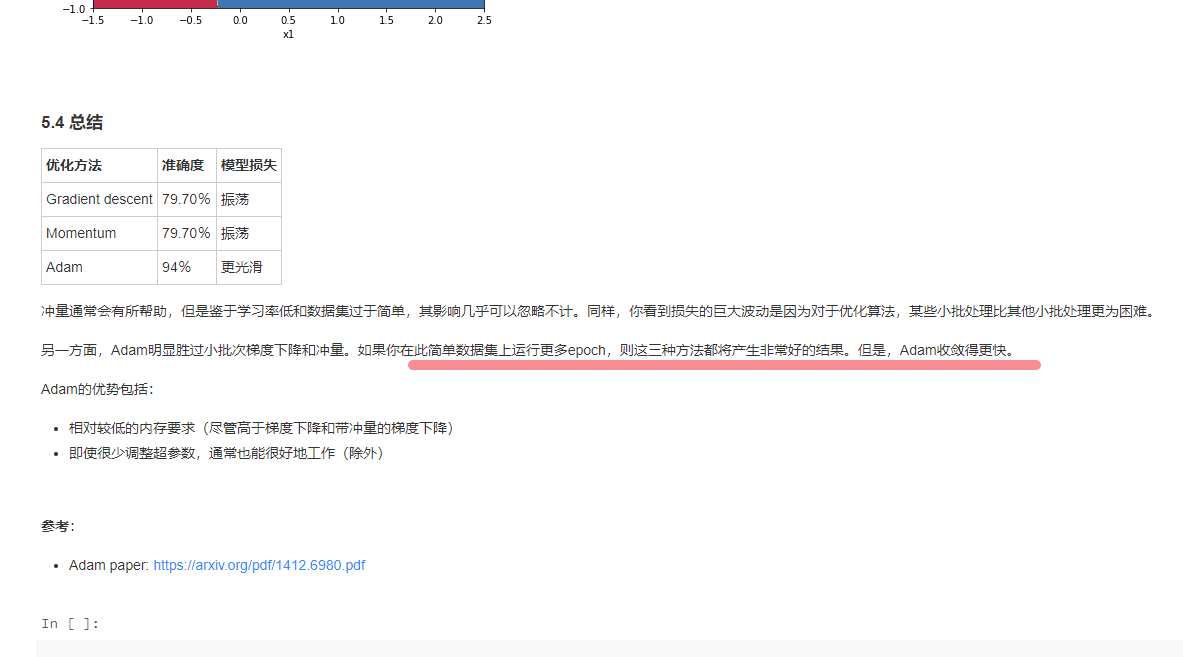 −1.0
−1.5 −1.0 −0.5 0.0 0.5 1.0 1.5 2.0 2.5
x1
5.4 总结
优化方法 准确度 模型损失
Gradient descent 79.70% 振荡
Momentum 79.70% 振荡
Adam 94% 更光滑
冲量通常会有所帮助，但是鉴于学习率低和数据集过于简单，其影响几乎可以忽略不计。同样，你看到损失的巨大波动是因为对于优化算法，某些小批处理比其他小批处理更为困难。
另一方面，Adam明显胜过小批次梯度下降和冲量。如果你在此简单数据集上运行更多epoch，则这三种方法都将产生非常好的结果。但是，Adam收敛得更快。
Adam的优势包括：
• 相对较低的内存要求（尽管高于梯度下降和带冲量的梯度下降）
• 即使很少调整超参数，通常也能很好地工作（除外）
参考：
• Adam paper: https://arxiv.org/pdf/1412.6980.pdf
In [ ]: